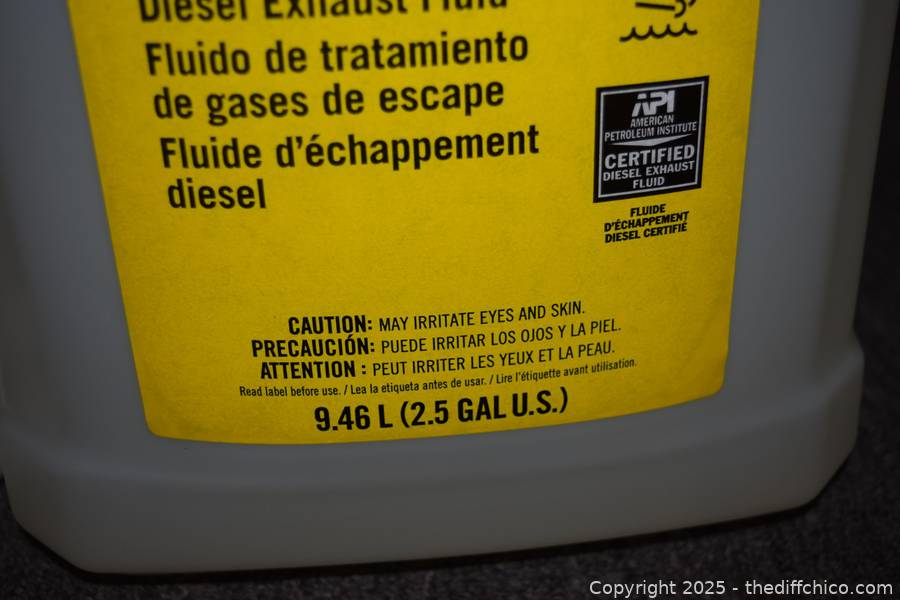 Diesel Exhaust Fluid
Fluido de tratamiento
de gases de escape
Fluide d'échappement
diesel
API
AMERICAN
PETROLEUM INSTITUTE
CERTIFIED
DIESEL EXHAUST
FLUID
FLUIDE
D'ÉCHAPPEMENT
DIESEL CERTIFIÉ
CAUTION: MAY IRRITATE EYES AND SKIN.
PRECAUCIÓN: PUEDE IRRITAR LOS OJOS Y LA PIEL.
ATTENTION : PEUT IRRITER LES YEUX ET LA PEAU.
Read label before use. / Lea la etiqueta antes de usar. / Lire l'étiquette avant utilisation.
9.46 L (2.5 GAL U.S.)
Copyright 2025 - thediffchico.com